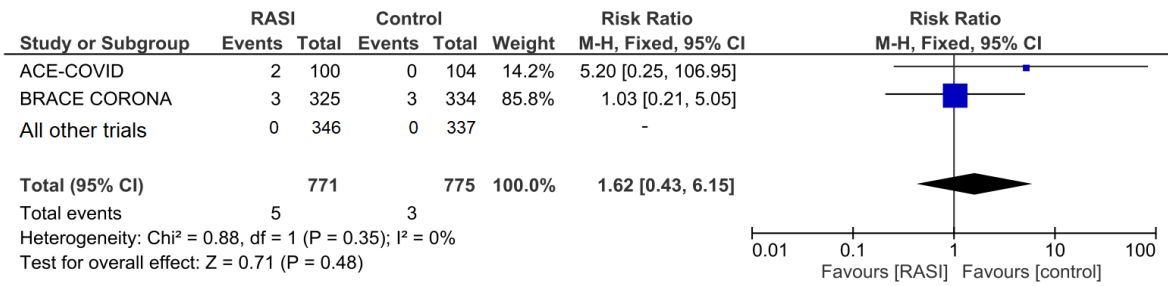 RASI Control Risk Ratio Risk Ratio
Study or Subgroup Events Total Events Total Weight M-H, Fixed, 95% CI M-H, Fixed, 95% CI
ACE-COVID 2 100 0 104 14.2% 5.20 [0.25, 106.95]
BRACE CORONA 3 325 3 334 85.8% 1.03 [0.21, 5.05]
All other trials 0 346 0 337 -
Total (95% CI) 771 775 100.0% 1.62 [0.43, 6.15]
Total events 5 3
Heterogeneity: Chi² = 0.88, df = 1 (P = 0.35); I² = 0%
Test for overall effect: Z = 0.71 (P = 0.48)
0.01 0.1 1 10 100
Favours [RASI] Favours [control]